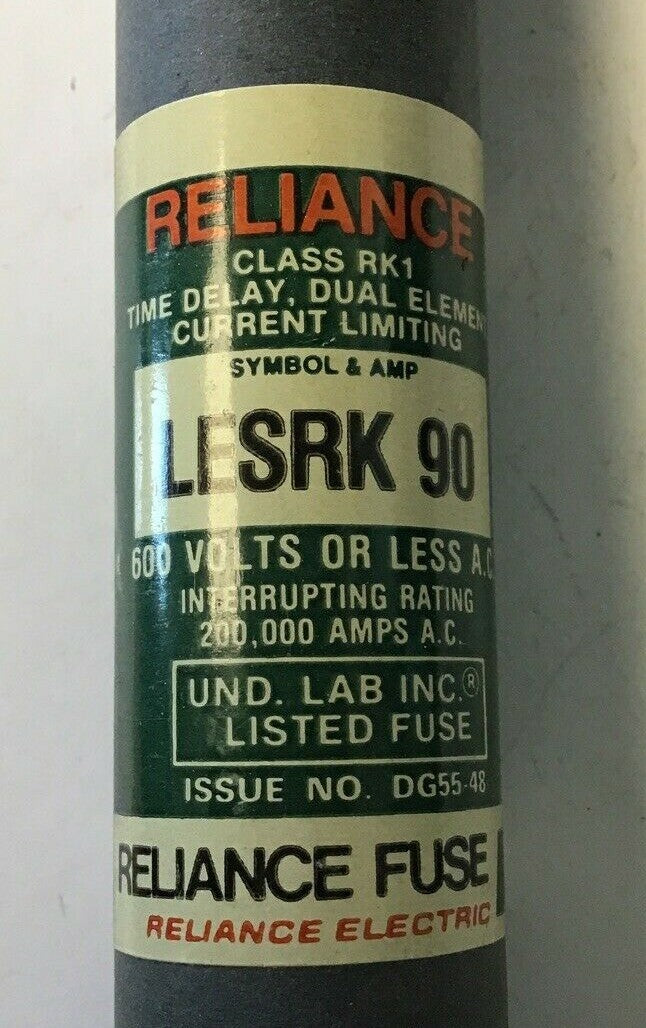 RELIANCE
CLASS RK1
TIME DELAY, DUAL ELEMEN
CURRENT LIMITING
SYMBOL & AMP
LESRK 90
600 VOLTS OR LESS A.C
INTERRUPTING RATING
200,000 AMPS A.C.
UND. LAB INC.®
LISTED FUSE
ISSUE NO. DG55-48
RELIANCE FUSE
RELIANCE ELECTRIC